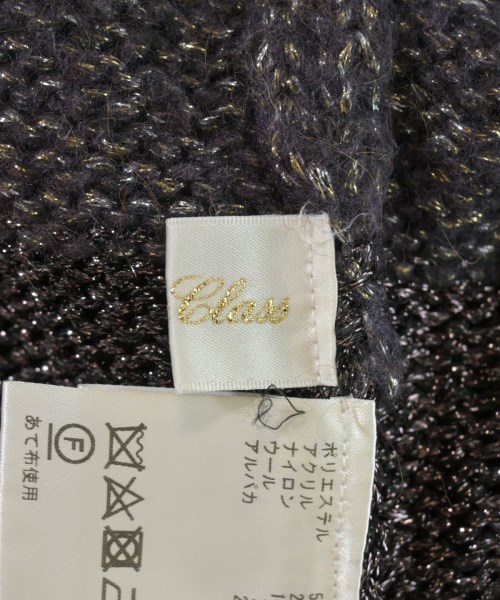 Class
ポリエステル
アクリル
ナイロン
ウール
アルパカ
F
あて布使用